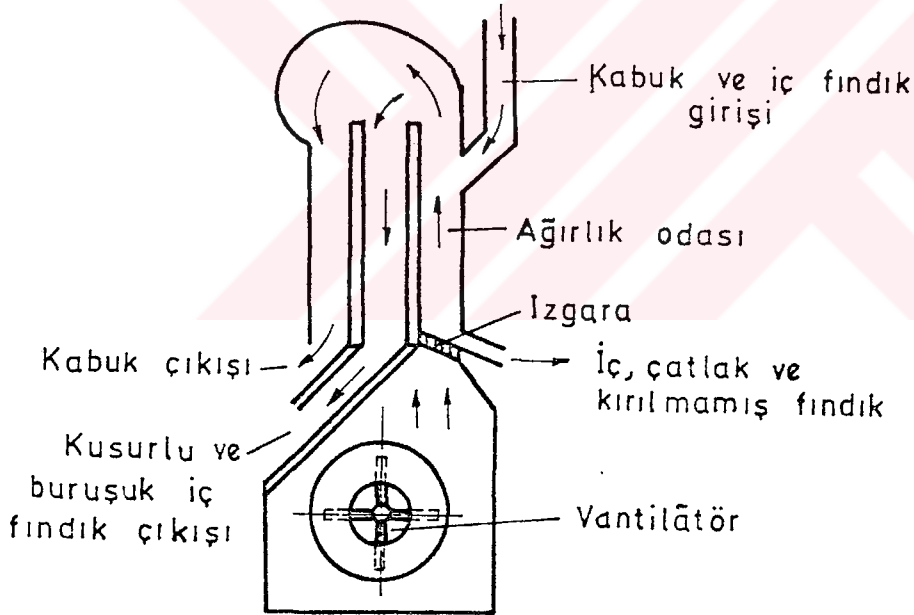 Kabuk ve iç fındık
girişi
Ağırlık odası
Izgara
Kabuk çıkışı
İç, çatlak ve
kırılmamış fındık
Kusurlu ve
buruşuk iç
fındık çıkışı
Vantilãtör